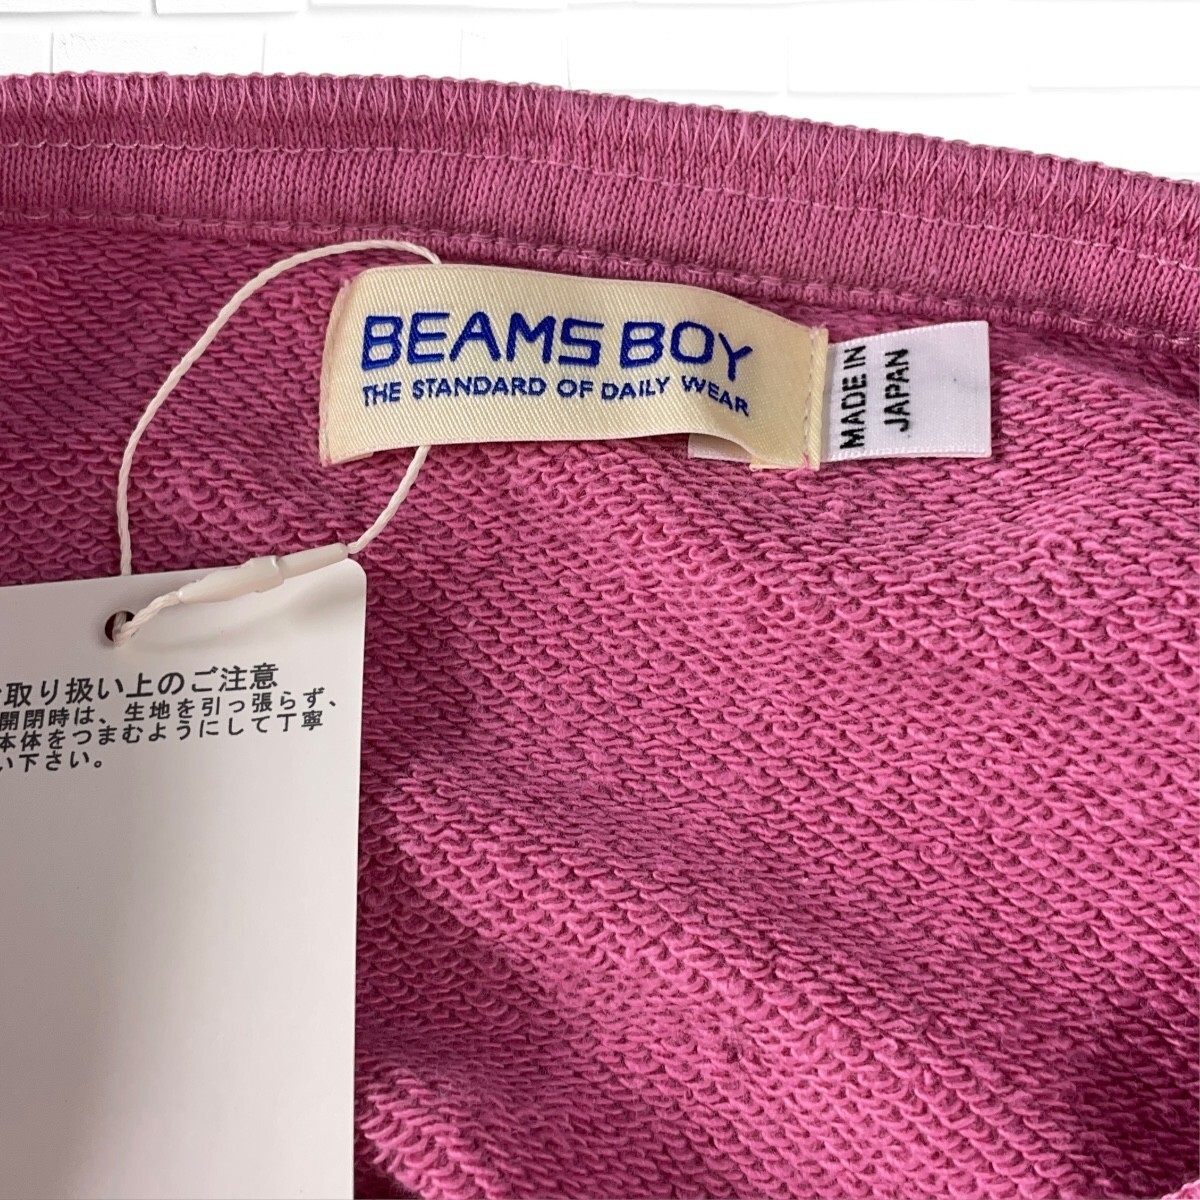 BEAMS BOY
THE STANDARD OF DAILY WEAR
MADE IN
JAPAN
取り扱い上のご注意
開閉時は、生地を引っ張らず、
本体をつまむようにして丁寧
い下さい。